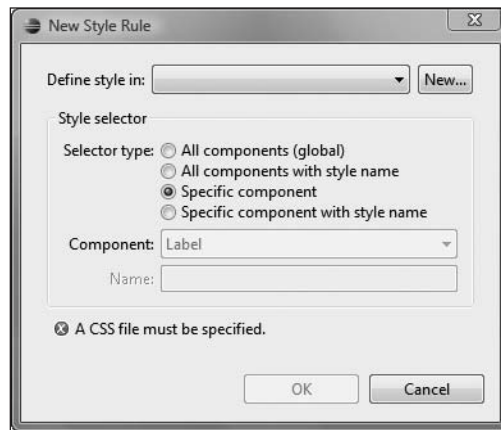 New Style Rule
Define style in: New...
Style selector
Selector type: All components (global)
All components with style name
Specific component
Specific component with style name
Component: Label
Name:
A CSS file must be specified.
OK Cancel